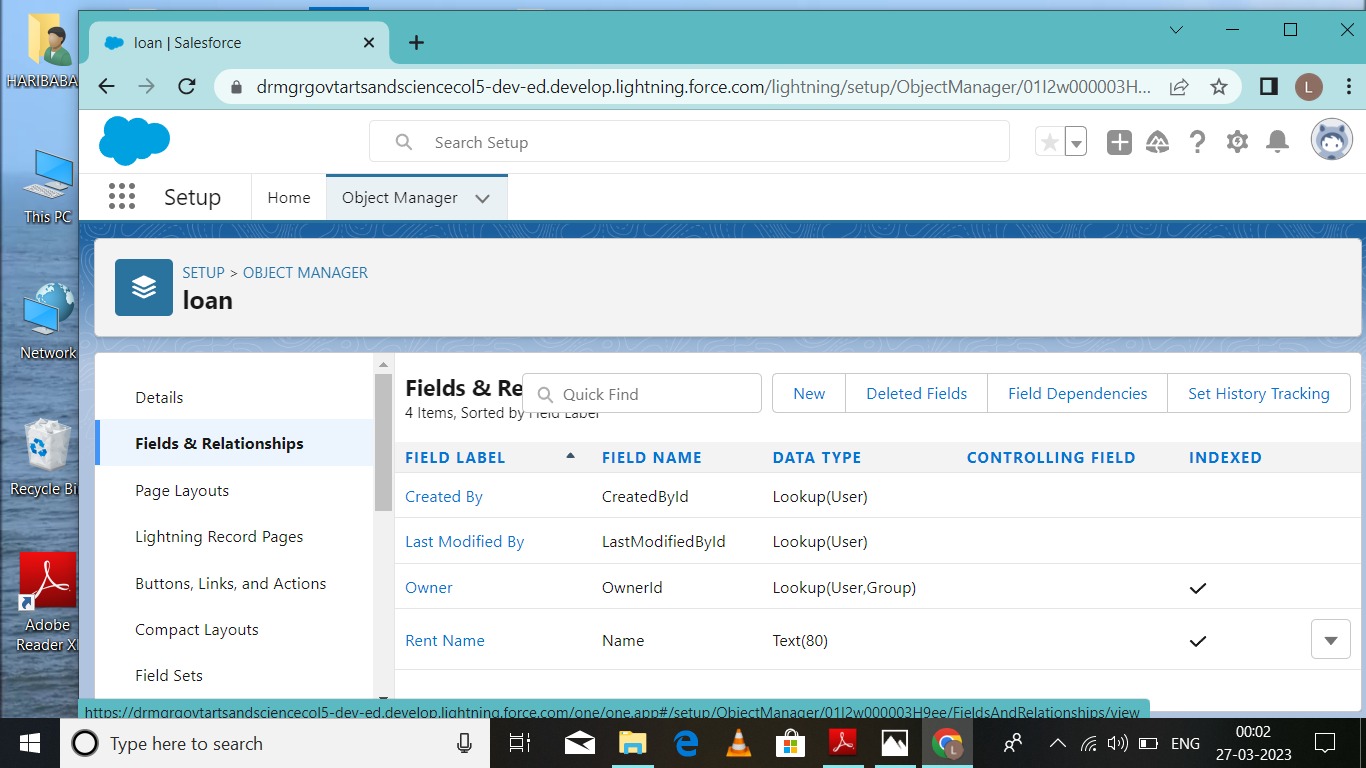 loan | Salesforce
drmgrgovtartsandsciencecol5-dev-ed.develop.lightning.force.com/lightning/setup/ObjectManager/01I2w000003H...
L
Search Setup
Setup
Home
Object Manager
SETUP > OBJECT MANAGER
loan
HARIBABA
This PC
Network
Recycle Bi
Adobe
Reader XI
Details
Fields & Relationships
Page Layouts
Lightning Record Pages
Buttons, Links, and Actions
Compact Layouts
Field Sets
Fields & Re
4 Items, Sorted by Field Label
Quick Find
New
Deleted Fields
Field Dependencies
Set History Tracking
FIELD LABEL FIELD NAME DATA TYPE CONTROLLING FIELD INDEXED
Created By CreatedById Lookup(User)
Last Modified By LastModifiedById Lookup(User)
Owner OwnerId Lookup(User,Group)
Rent Name Name Text(80)
https://drmgrgovtartsandsciencecol5-dev-ed.develop.lightning.force.com/one/one.app#/setup/ObjectManager/01I2w000003H9ee/FieldsAndRelationships/view
Type here to search
L
ENG
00:02
27-03-2023